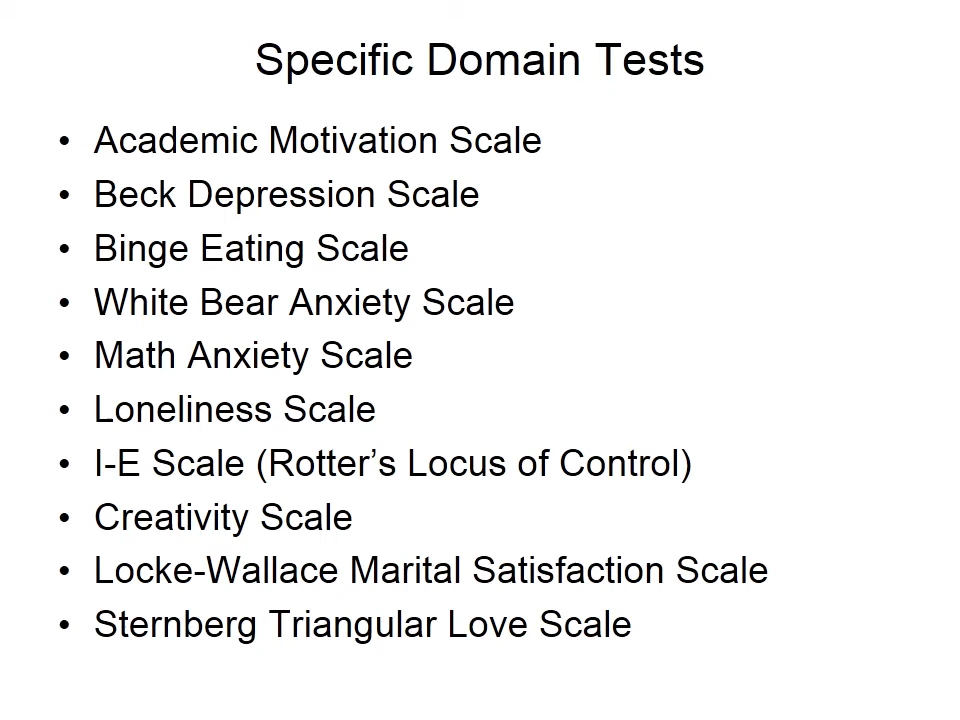 Specific Domain Tests
• Academic Motivation Scale
• Beck Depression Scale
• Binge Eating Scale
• White Bear Anxiety Scale
• Math Anxiety Scale
• Loneliness Scale
• I-E Scale (Rotter’s Locus of Control)
• Creativity Scale
• Locke-Wallace Marital Satisfaction Scale
• Sternberg Triangular Love Scale